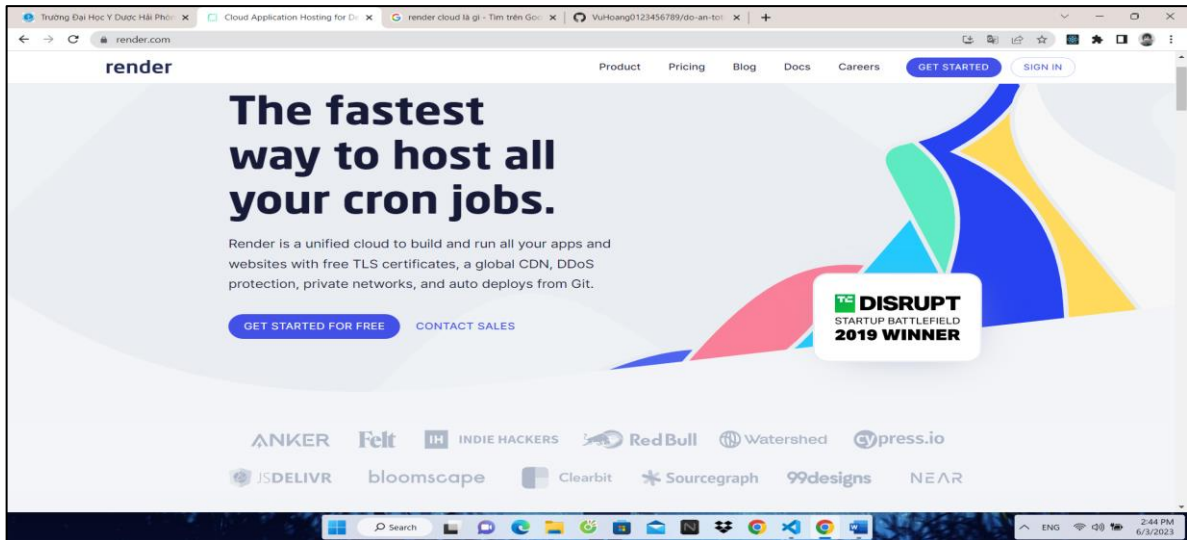 Trường Đại Học Y Dược Hải Phòn
Cloud Application Hosting for De
render cloud là gì - Tìm trên Goo
VuHoang0123456789/do-an-tot
render.com
render
Product Pricing Blog Docs Careers GET STARTED SIGN IN
The fastest
way to host all
your cron jobs.
Render is a unified cloud to build and run all your apps and
websites with free TLS certificates, a global CDN, DDoS
protection, private networks, and auto deploys from Git.
GET STARTED FOR FREE CONTACT SALES
TC DISRUPT
STARTUP BATTLEFIELD
2019 WINNER
ANKER Felt IH INDIE HACKERS Red Bull Watershed cypress.io
JSDELIVR bloomscape Clearbit Sourcegraph 99designs NEAR
Search
ENG
2:44 PM
6/3/2023